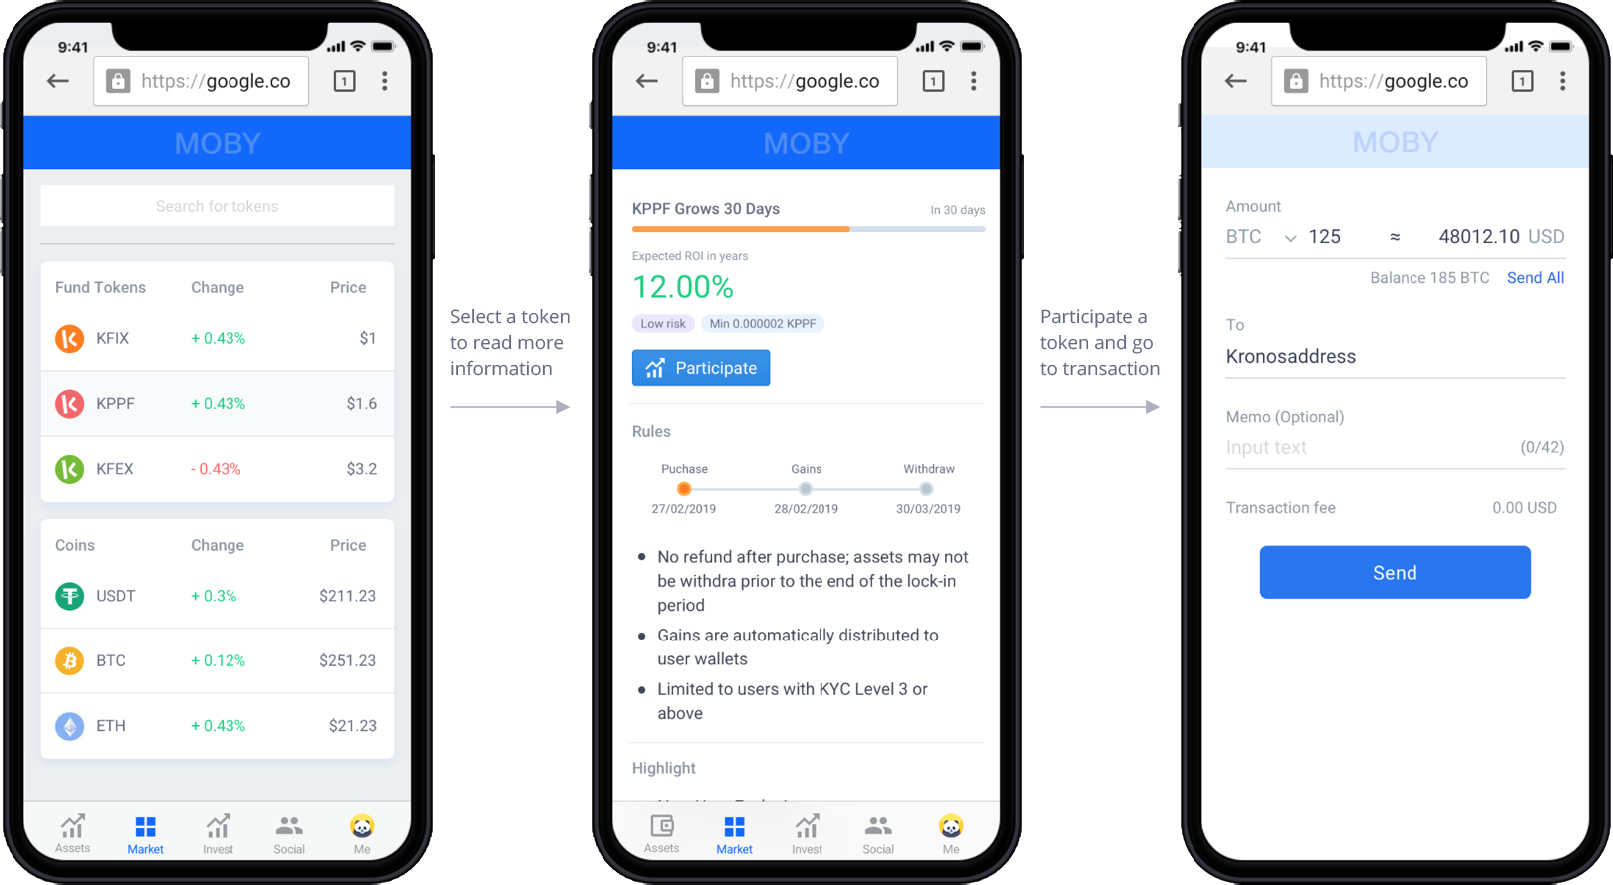 9:41
https://google.co
1
MOBY
Search for tokens
Fund Tokens Change Price
KFIX + 0.43% $1
KPPF + 0.43% $1.6
KFEX - 0.43% $3.2
Coins Change Price
USDT + 0.3% $211.23
BTC + 0.12% $251.23
ETH + 0.43% $21.23
Assets Market Invest Social Me
Select a token
to read more
information
9:41
https://google.co
1
MOBY
KPPF Grows 30 Days In 30 days
Expected ROI in years
12.00%
Low risk Min 0.000002 KPPF
Participate
Rules
Puchase Gains Withdraw
27/02/2019 28/02/2019 30/03/2019
• No refund after purchase; assets may not
be withdra prior to the end of the lock-in
period
• Gains are automatically distributed to
user wallets
• Limited to users with KYC Level 3 or
above
Highlight
Assets Market Invest Social Me
Participate a
token and go
to transaction
9:41
https://google.co
1
MOBY
Amount
BTC 125 ≈ 48012.10 USD
Balance 185 BTC Send All
To
Kronosaddress
Memo (Optional)
Input text (0/42)
Transaction fee 0.00 USD
Send